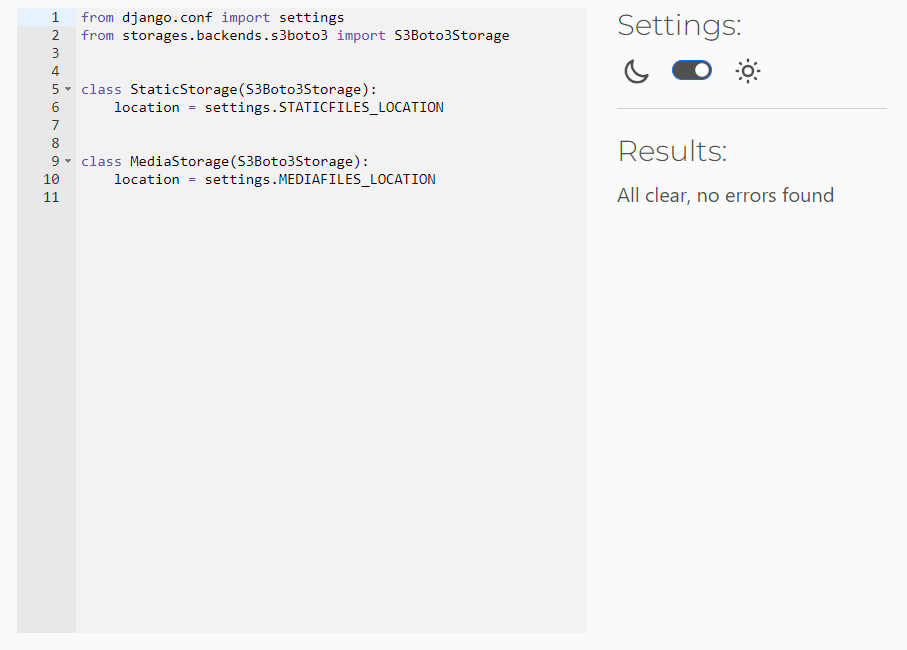 1 from django.conf import settings
2 from storages.backends.s3boto3 import S3Boto3Storage
3
4
5 class StaticStorage(S3Boto3Storage):
6     location = settings.STATICFILES_LOCATION
7
8
9 class MediaStorage(S3Boto3Storage):
10     location = settings.MEDIAFILES_LOCATION
11
Settings:
Results:
All clear, no errors found